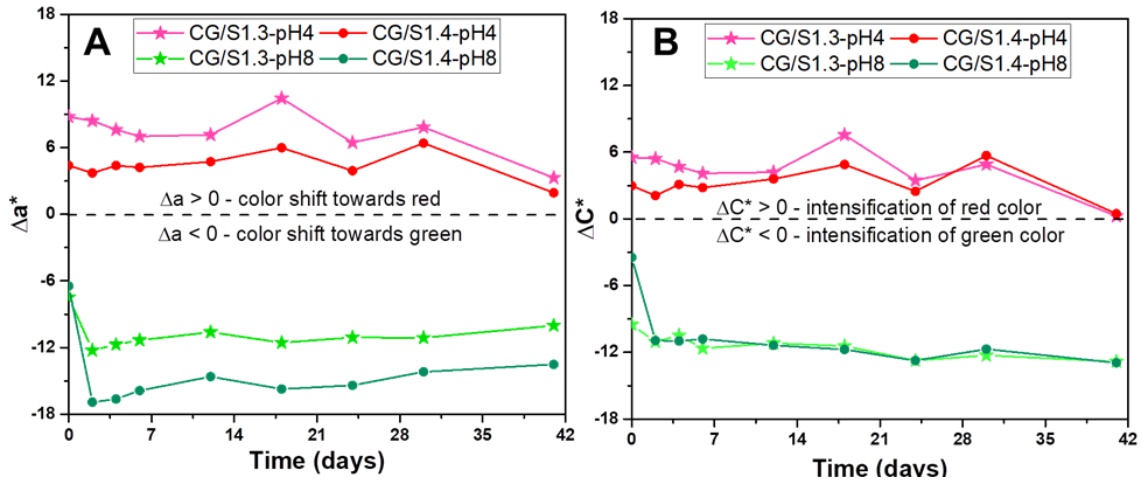 A
CG/S1.3-pH4 CG/S1.4-pH4
CG/S1.3-pH8 CG/S1.4-pH8
18
12
6
0
-6
-12
-18
Δa*
Δa > 0 - color shift towards red
Δa < 0 - color shift towards green
0 7 14 21 28 35 42
Time (days)
B
CG/S1.3-pH4 CG/S1.4-pH4
CG/S1.3-pH8 CG/S1.4-pH8
18
12
6
0
-6
-12
-18
ΔC*
ΔC* > 0 - intensification of red color
ΔC* < 0 - intensification of green color
0 7 14 21 28 35 42
Time (days)